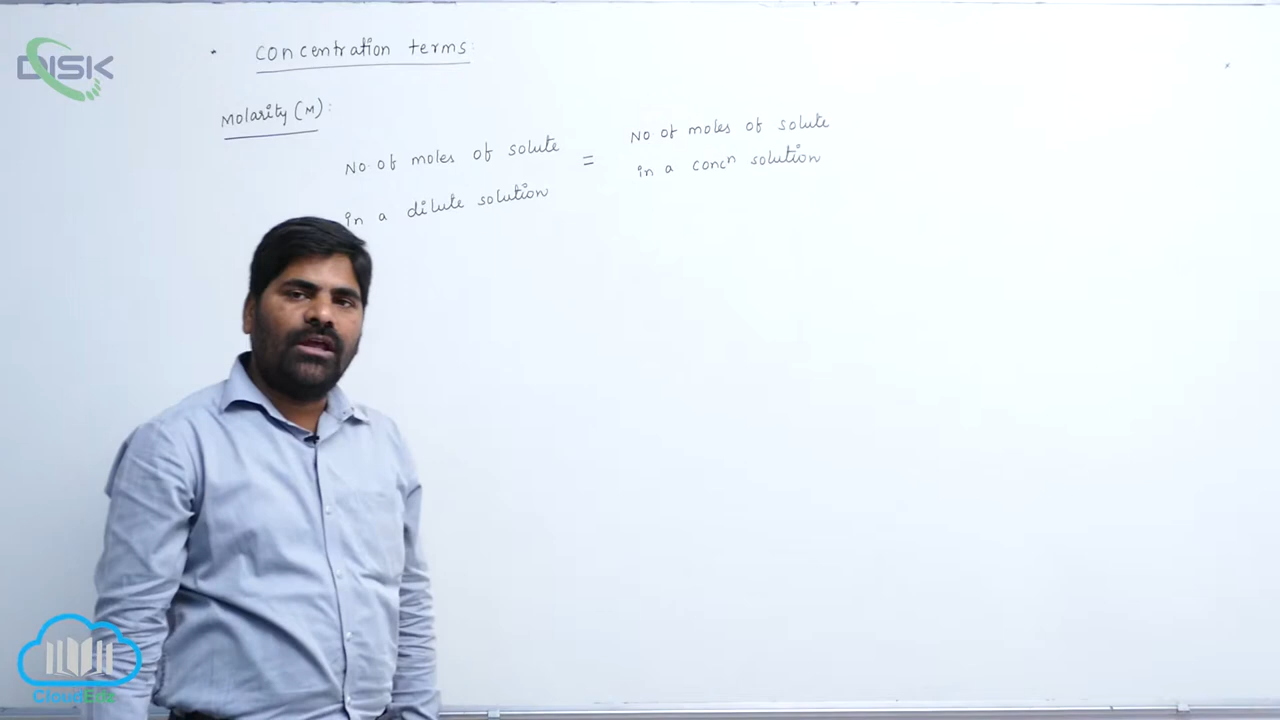 DISK
• concentration terms:
Molarity (M):
No. of moles of solute
in a dilute solution
=
No of moles of solute
in a concn solution
CloudEdz